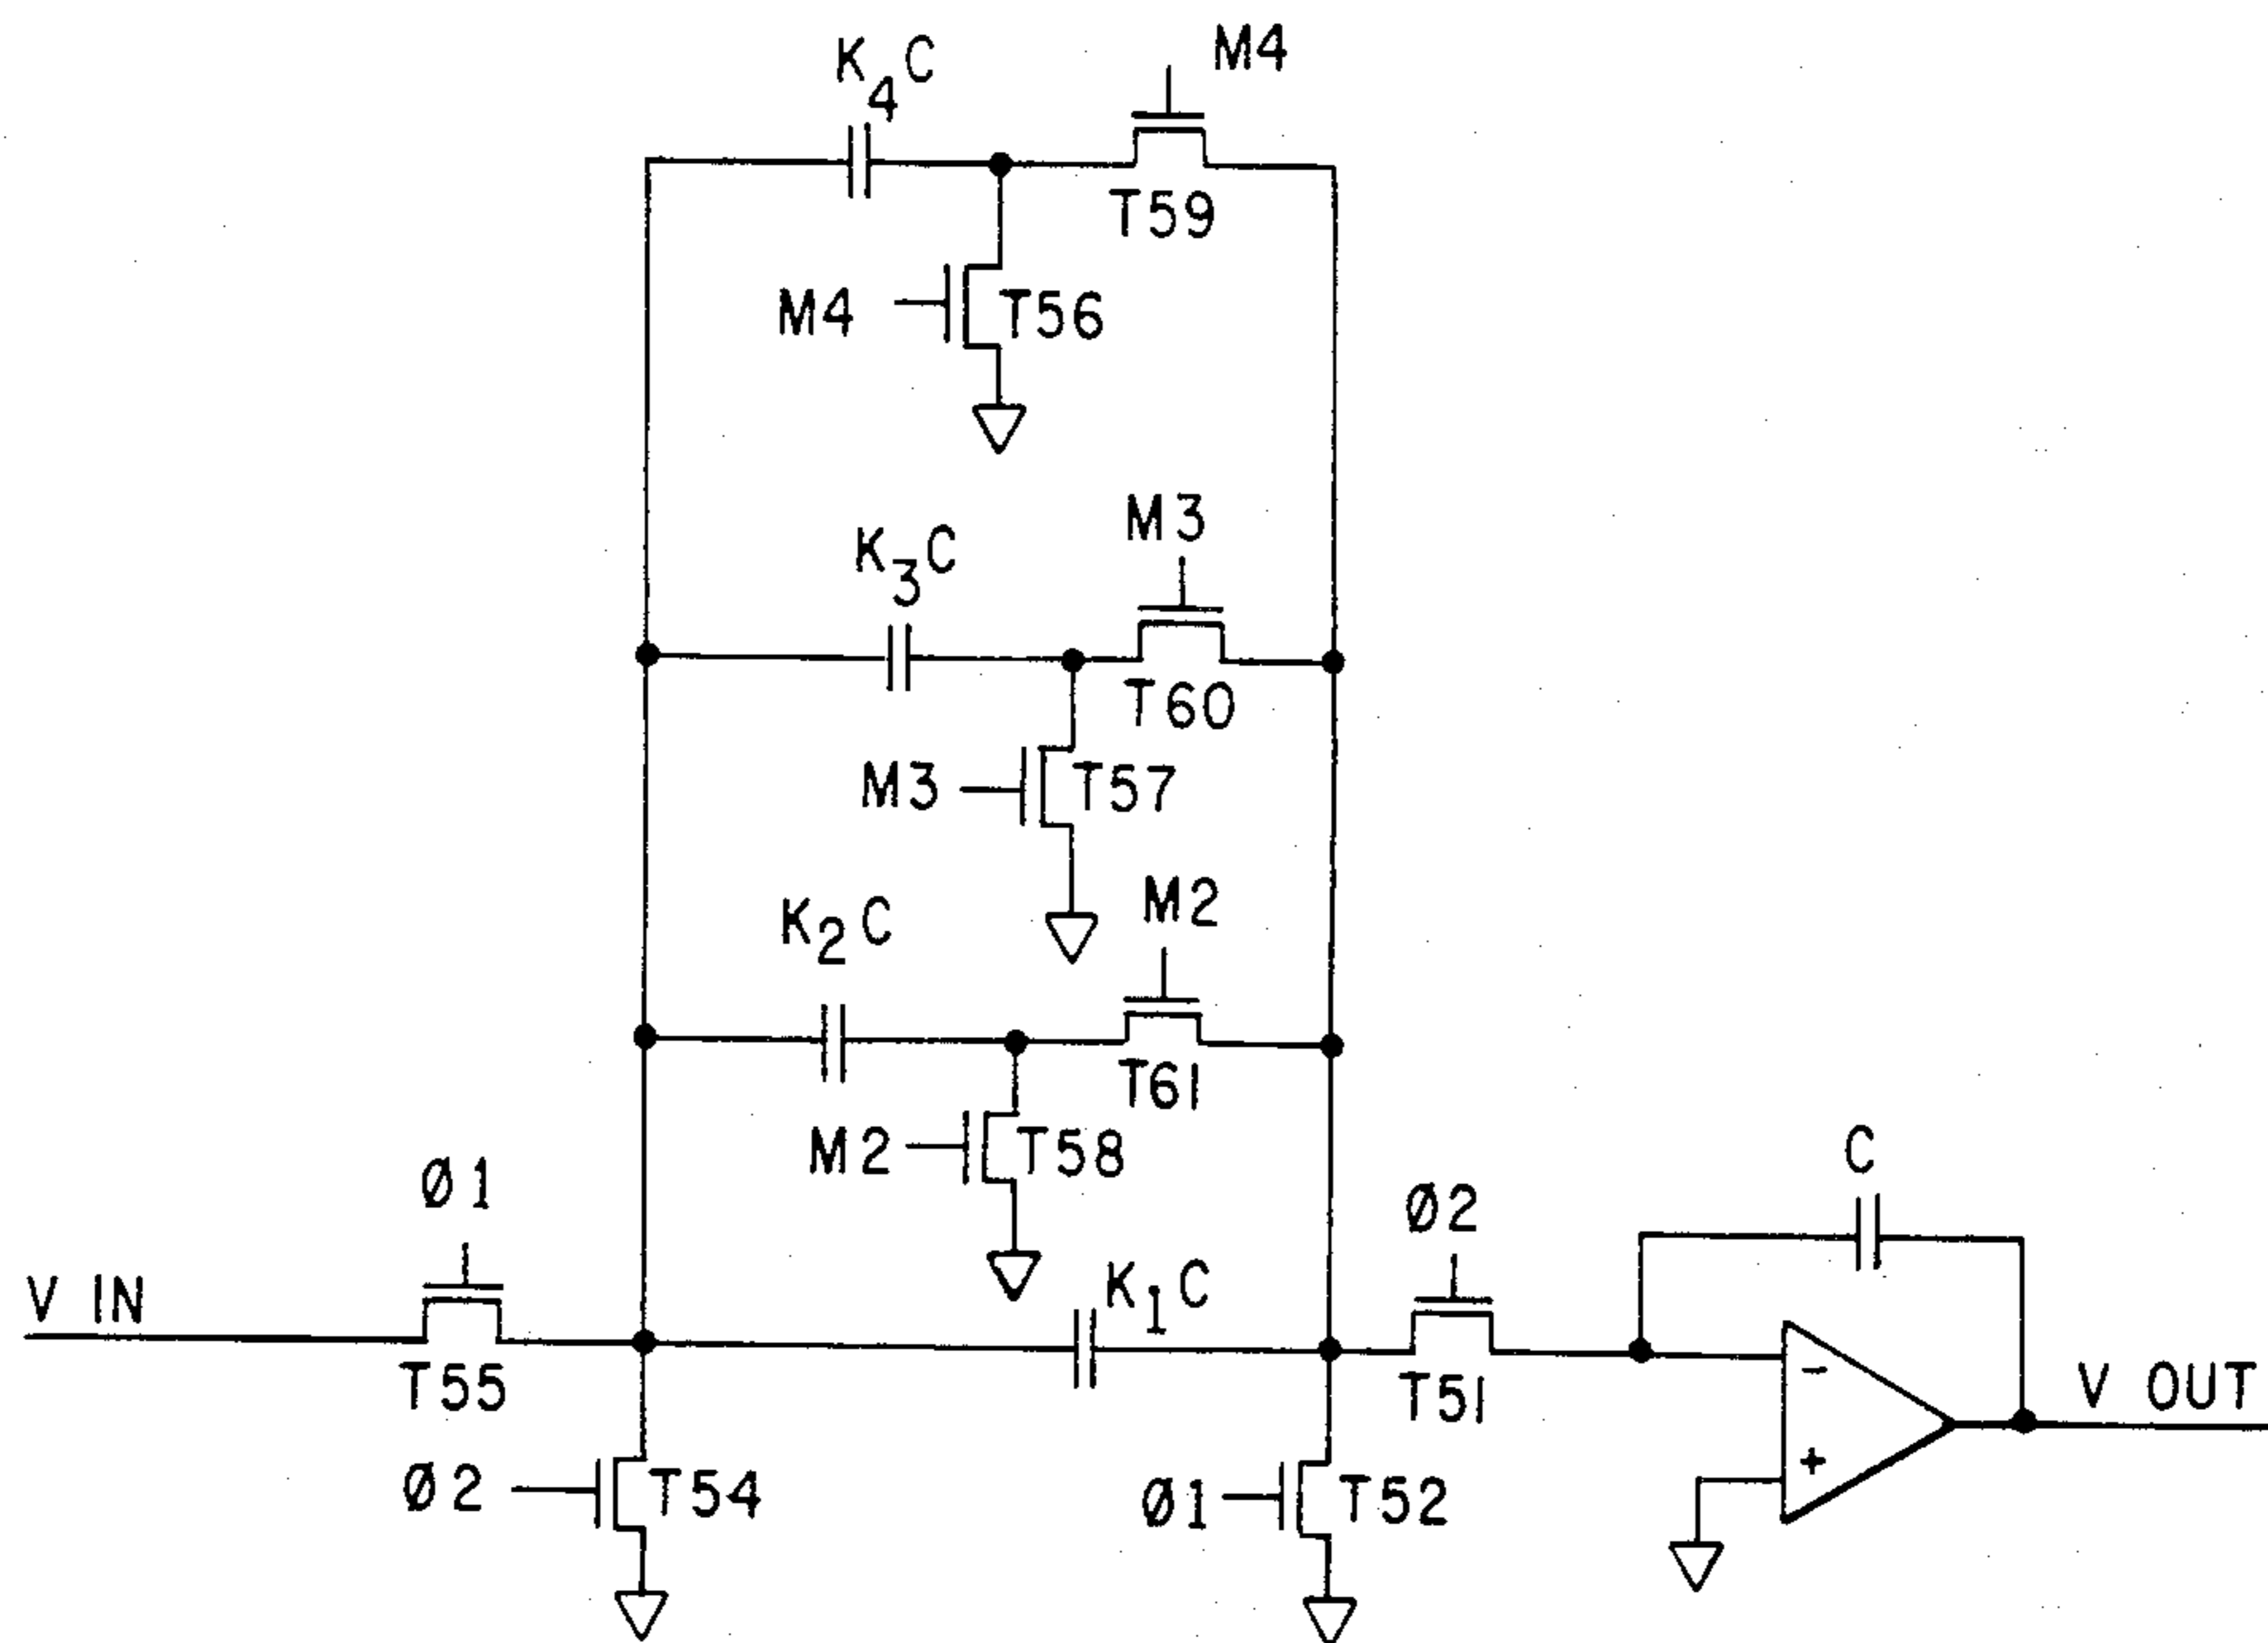 K4C
M4
T59
M4
T56
K3C
M3
T60
M3
T57
K2C
M2
T61
M2
T58
Ø1
Ø2
C
V IN
K1C
T55
T51
-
V OUT
Ø2
T54
Ø1
T52
+